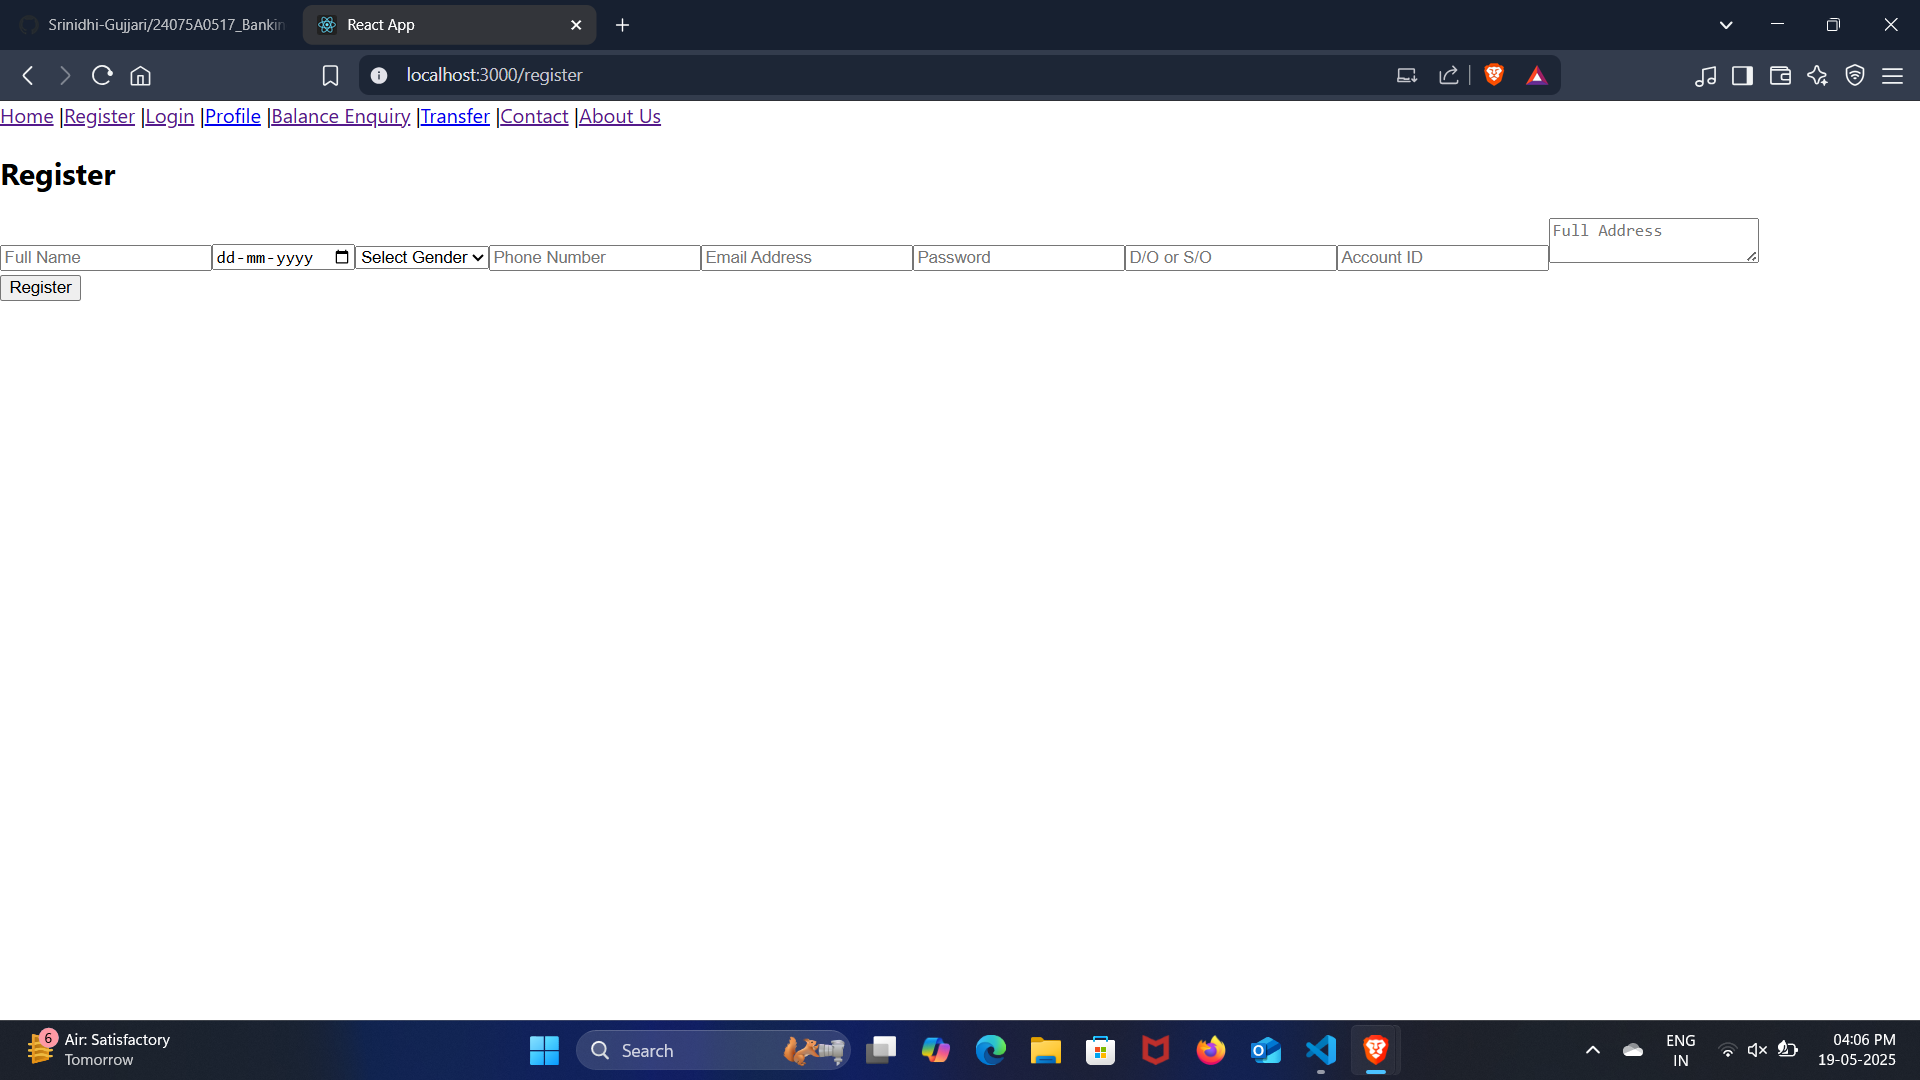 Srinidhi-Gujjari/24075A0517_Bankin
React App
localhost:3000/register
Home |Register |Login |Profile |Balance Enquiry |Transfer |Contact |About Us
Register
Full Name dd-mm-yyyy Select Gender Phone Number Email Address Password D/O or S/O Account ID Full Address
Register
6
Air: Satisfactory
Tomorrow
Search
ENG
IN
04:06 PM
19-05-2025